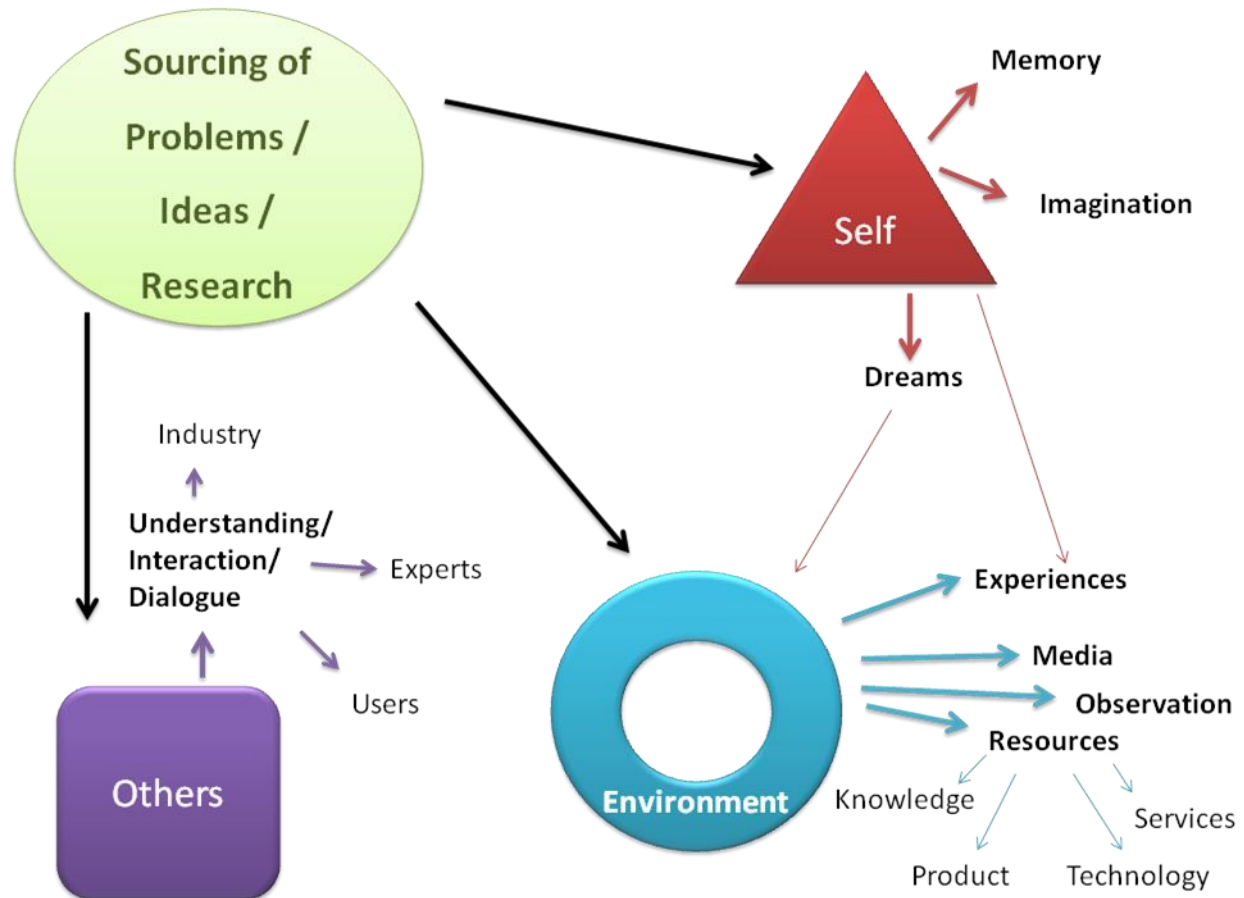 Sourcing of
Problems /
Ideas /
Research
Memory
Imagination
Self
Dreams
Industry
Understanding/
Interaction/
Dialogue
Experts
Users
Others
Experiences
Media
Observation
Resources
Environment
Knowledge
Services
Product
Technology